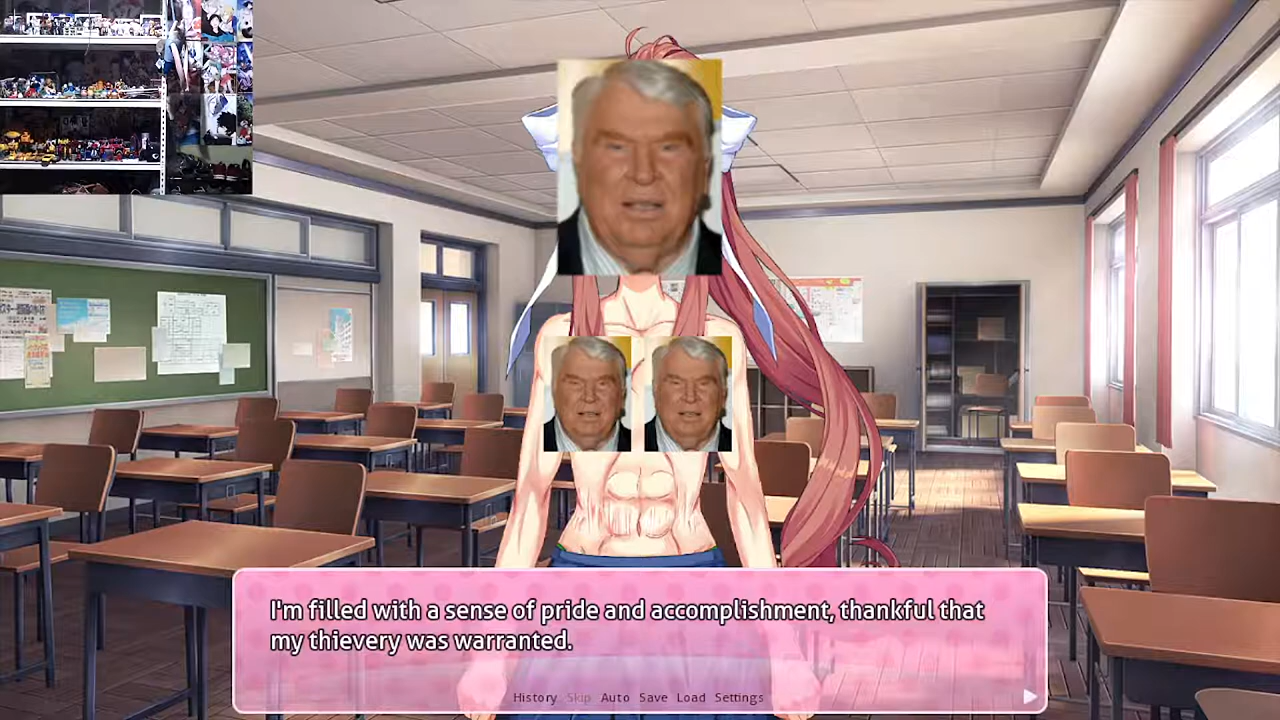 I'm filled with a sense of pride and accomplishment, thankful that
my thievery was warranted.
History Skip Auto Save Load Settings